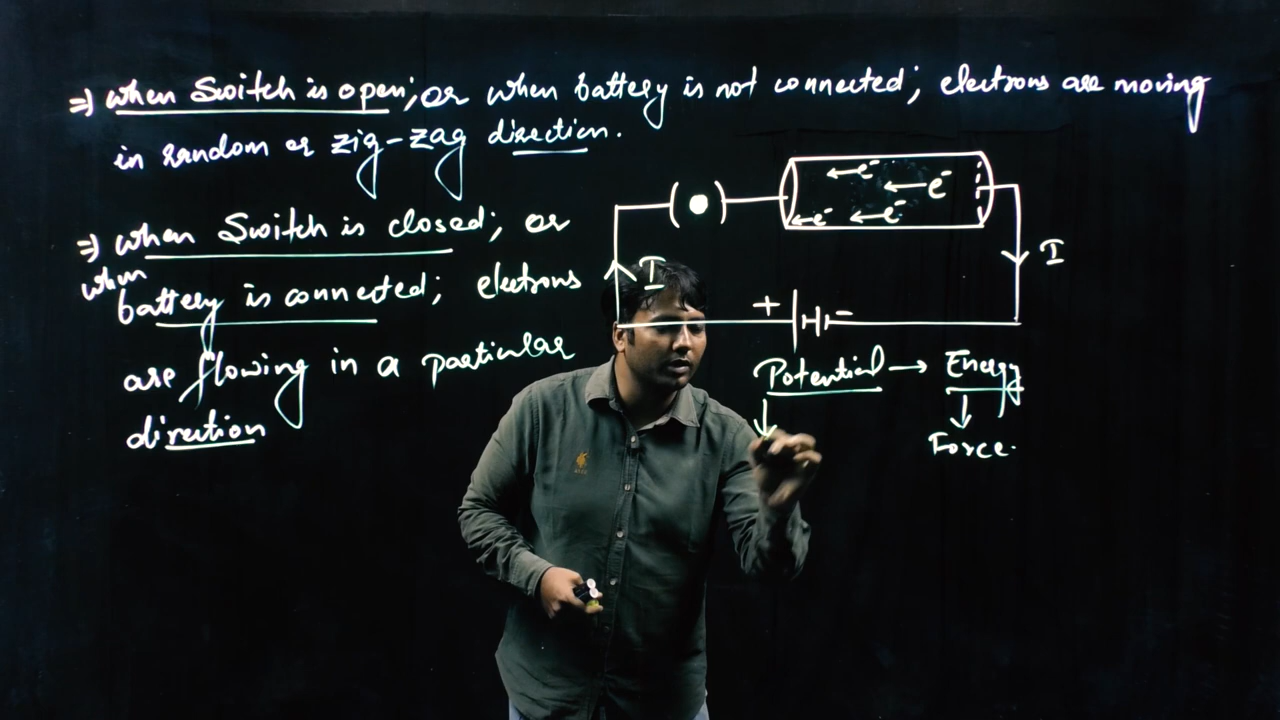 ⇒ when Switch is open; or when battery is not connected; electrons are moving
in random or zig-zag direction.
⇒ when Switch is closed; or
when
battery is connected; electrons
are flowing in a particular
direction
e⁻
e⁻
e⁻ e⁻
I
I
+ −
Potential → Energy
↓ ↓
Force.